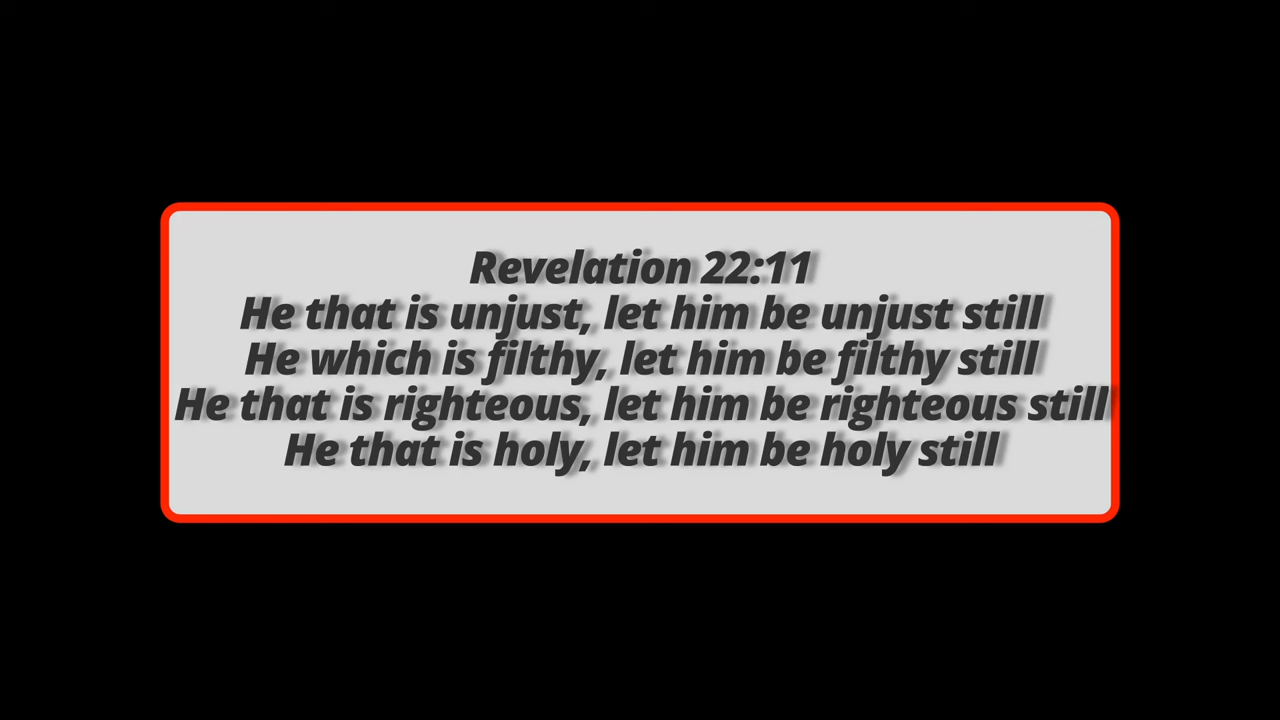 Revelation 22:11
He that is unjust, let him be unjust still
He which is filthy, let him be filthy still
He that is righteous, let him be righteous still
He that is holy, let him be holy still